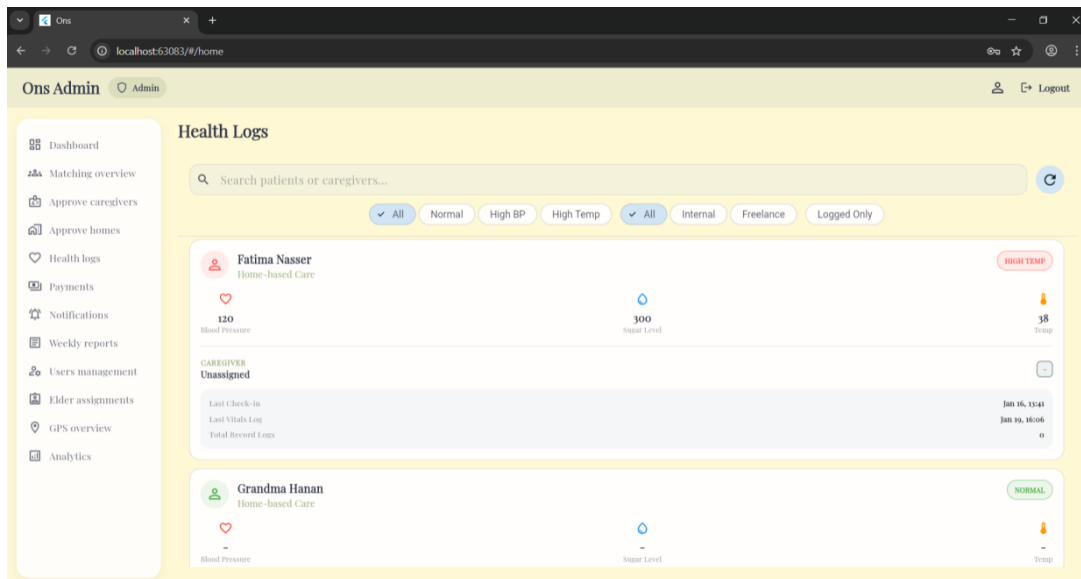 Ons
localhost:63083/#/home
Ons Admin
Admin
Logout
Dashboard
Matching overview
Approve caregivers
Approve homes
Health logs
Payments
Notifications
Weekly reports
Users management
Elder assignments
GPS overview
Analytics
Health Logs
Search patients or caregivers...
All Normal High BP High Temp All Internal Freelance Logged Only
Fatima Nasser
Home-based Care
HIGH TEMP
120 300 38
Blood Pressure Sugar Level Temp
CAREGIVER
Unassigned
-
Last Check-in Jan 16, 13:41
Last Vitals Log Jan 19, 16:06
Total Record Logs 0
Grandma Hanan
Home-based Care
NORMAL
- - -
Blood Pressure Sugar Level Temp